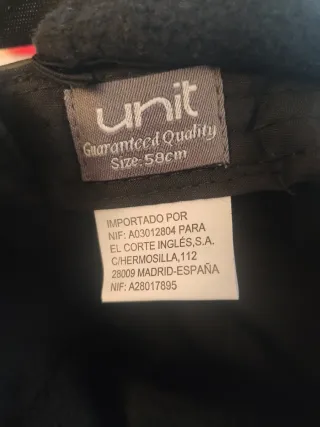 unit
Guaranteed Quality
Size: 58cm
IMPORTADO POR
NIF: A03012804 PARA
EL CORTE INGLÉS,S.A.
C/HERMOSILLA,112
28009 MADRID-ESPAÑA
NIF: A28017895